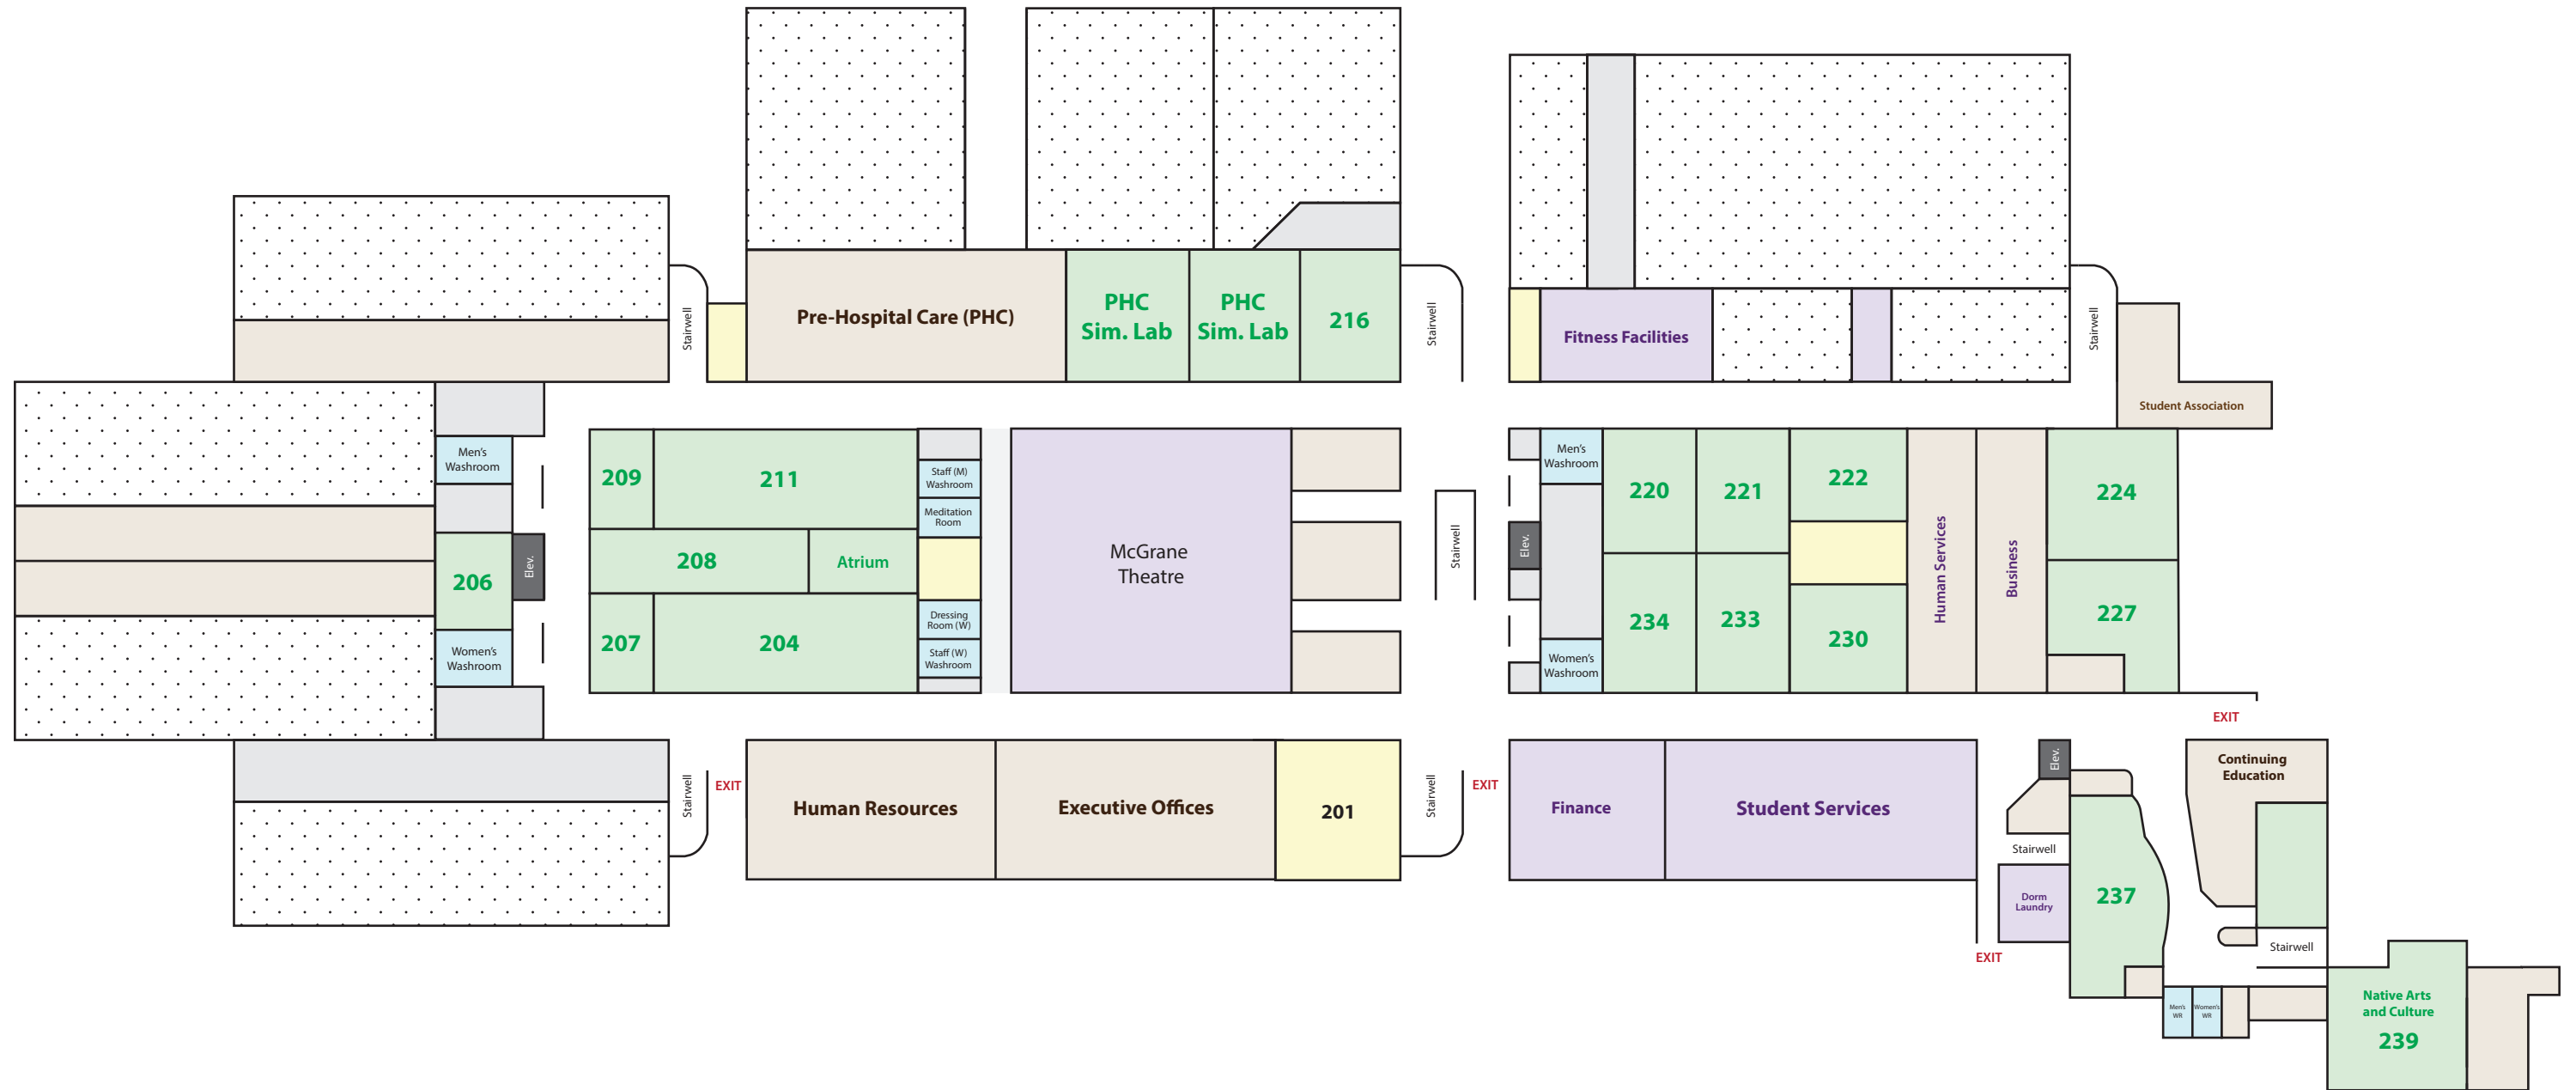 Stairwell
Pre-Hospital Care (PHC)
PHC
Sim. Lab
PHC
Sim. Lab
216
Stairwell
Fitness Facilities
Stairwell
Student Association
Men's
Washroom
206
Elev.
Women's
Washroom
209
211
208
Atrium
207
204
Staff (M)
Washroom
Meditation
Room
Dressing
Room (W)
Staff (W)
Washroom
McGrane
Theatre
Stairwell
Elev.
Men's
Washroom
Women's
Washroom
220
221
222
234
233
230
Human Services
Business
224
227
EXIT
Stairwell
EXIT
Human Resources
Executive Offices
201
Stairwell
EXIT
Finance
Student Services
Elev.
Stairwell
Dorm
Laundry
EXIT
237
Continuing
Education
Stairwell
Men's
WR
Women's
WR
Native Arts
and Culture
239